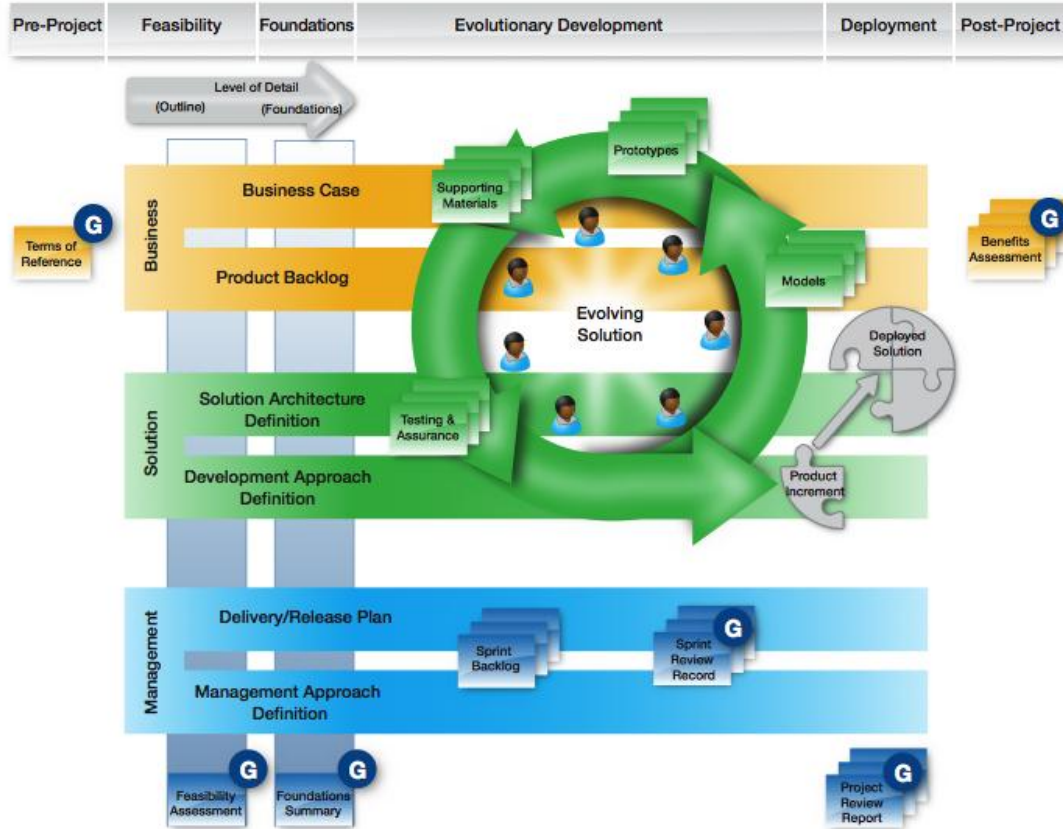 Pre-Project
Feasibility
Foundations
Evolutionary Development
Deployment
Post-Project
Level of Detail
(Outline)
(Foundations)
Business
Business Case
Product Backlog
G
Terms of
Reference
Supporting
Materials
Prototypes
Models
Evolving
Solution
Testing &
Assurance
G
Benefits
Assessment
Deployed
Solution
Product
Increment
Solution
Solution Architecture
Definition
Development Approach
Definition
Management
Delivery/Release Plan
Management Approach
Definition
Sprint
Backlog
G
Sprint
Review
Record
G
Feasibility
Assessment
G
Foundations
Summary
G
Project
Review
Report